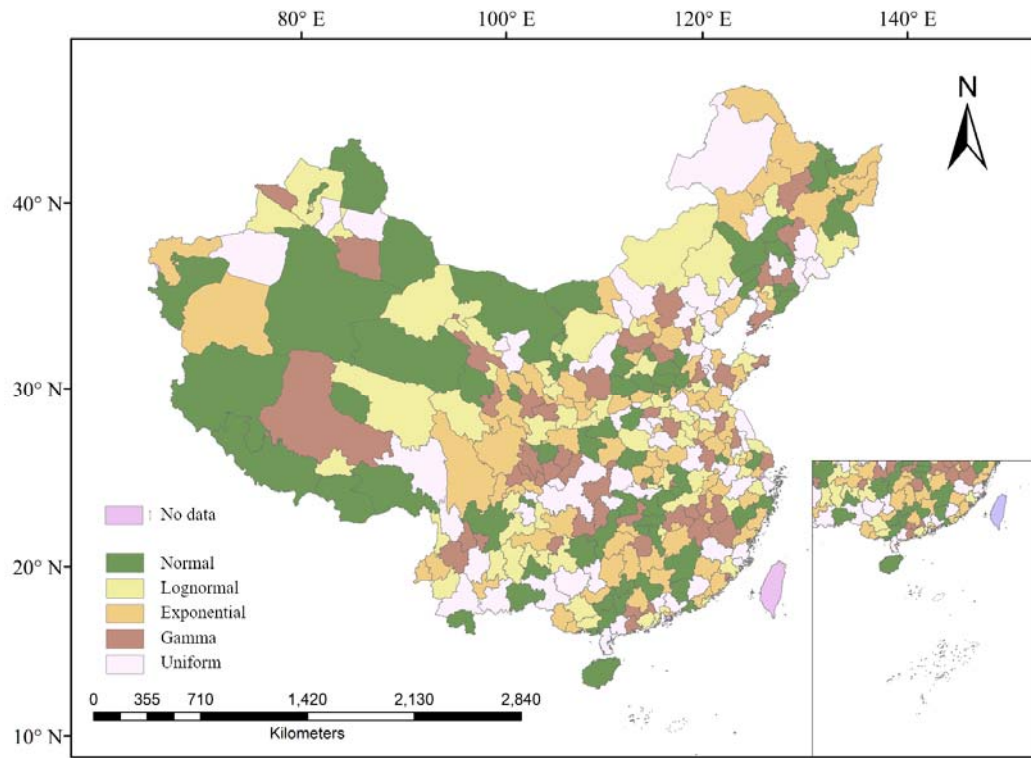 80° E 100° E 120° E 140° E
N
40° N
30° N
20° N
10° N
No data
Normal
Lognormal
Exponential
Gamma
Uniform
0 355 710 1,420 2,130 2,840
Kilometers